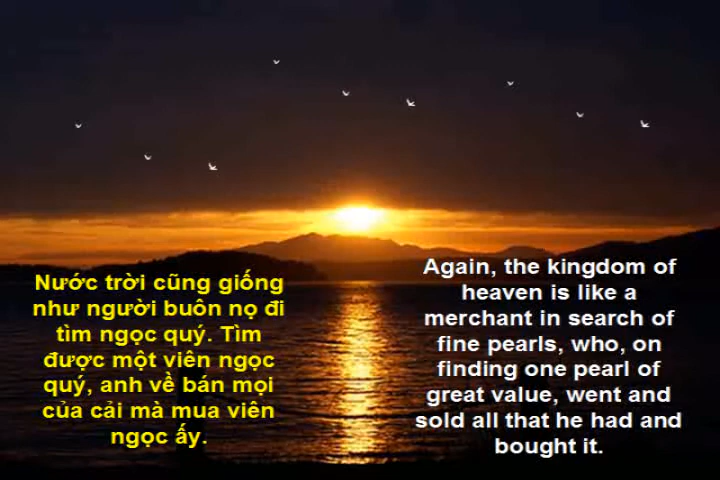 Nước trời cũng giống
như người buôn nọ đi
tìm ngọc quý. Tìm
được một viên ngọc
quý, anh về bán mọi
của cải mà mua viên
ngọc ấy.
Again, the kingdom of
heaven is like a
merchant in search of
fine pearls, who, on
finding one pearl of
great value, went and
sold all that he had and
bought it.